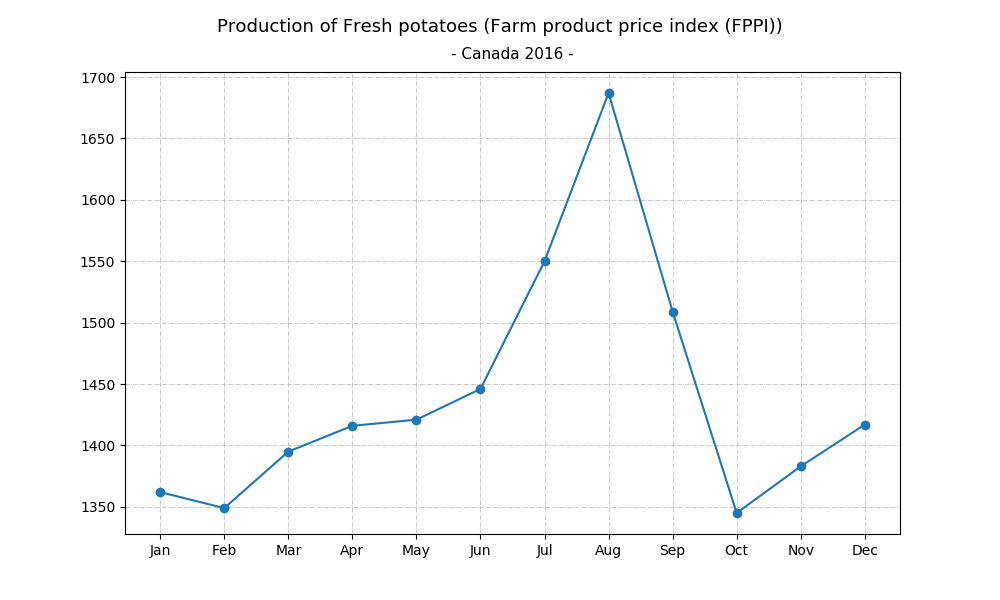 Production of Fresh potatoes (Farm product price index (FPPI))
- Canada 2016 -
1700
1650
1600
1550
1500
1450
1400
1350
Jan Feb Mar Apr May Jun Jul Aug Sep Oct Nov Dec